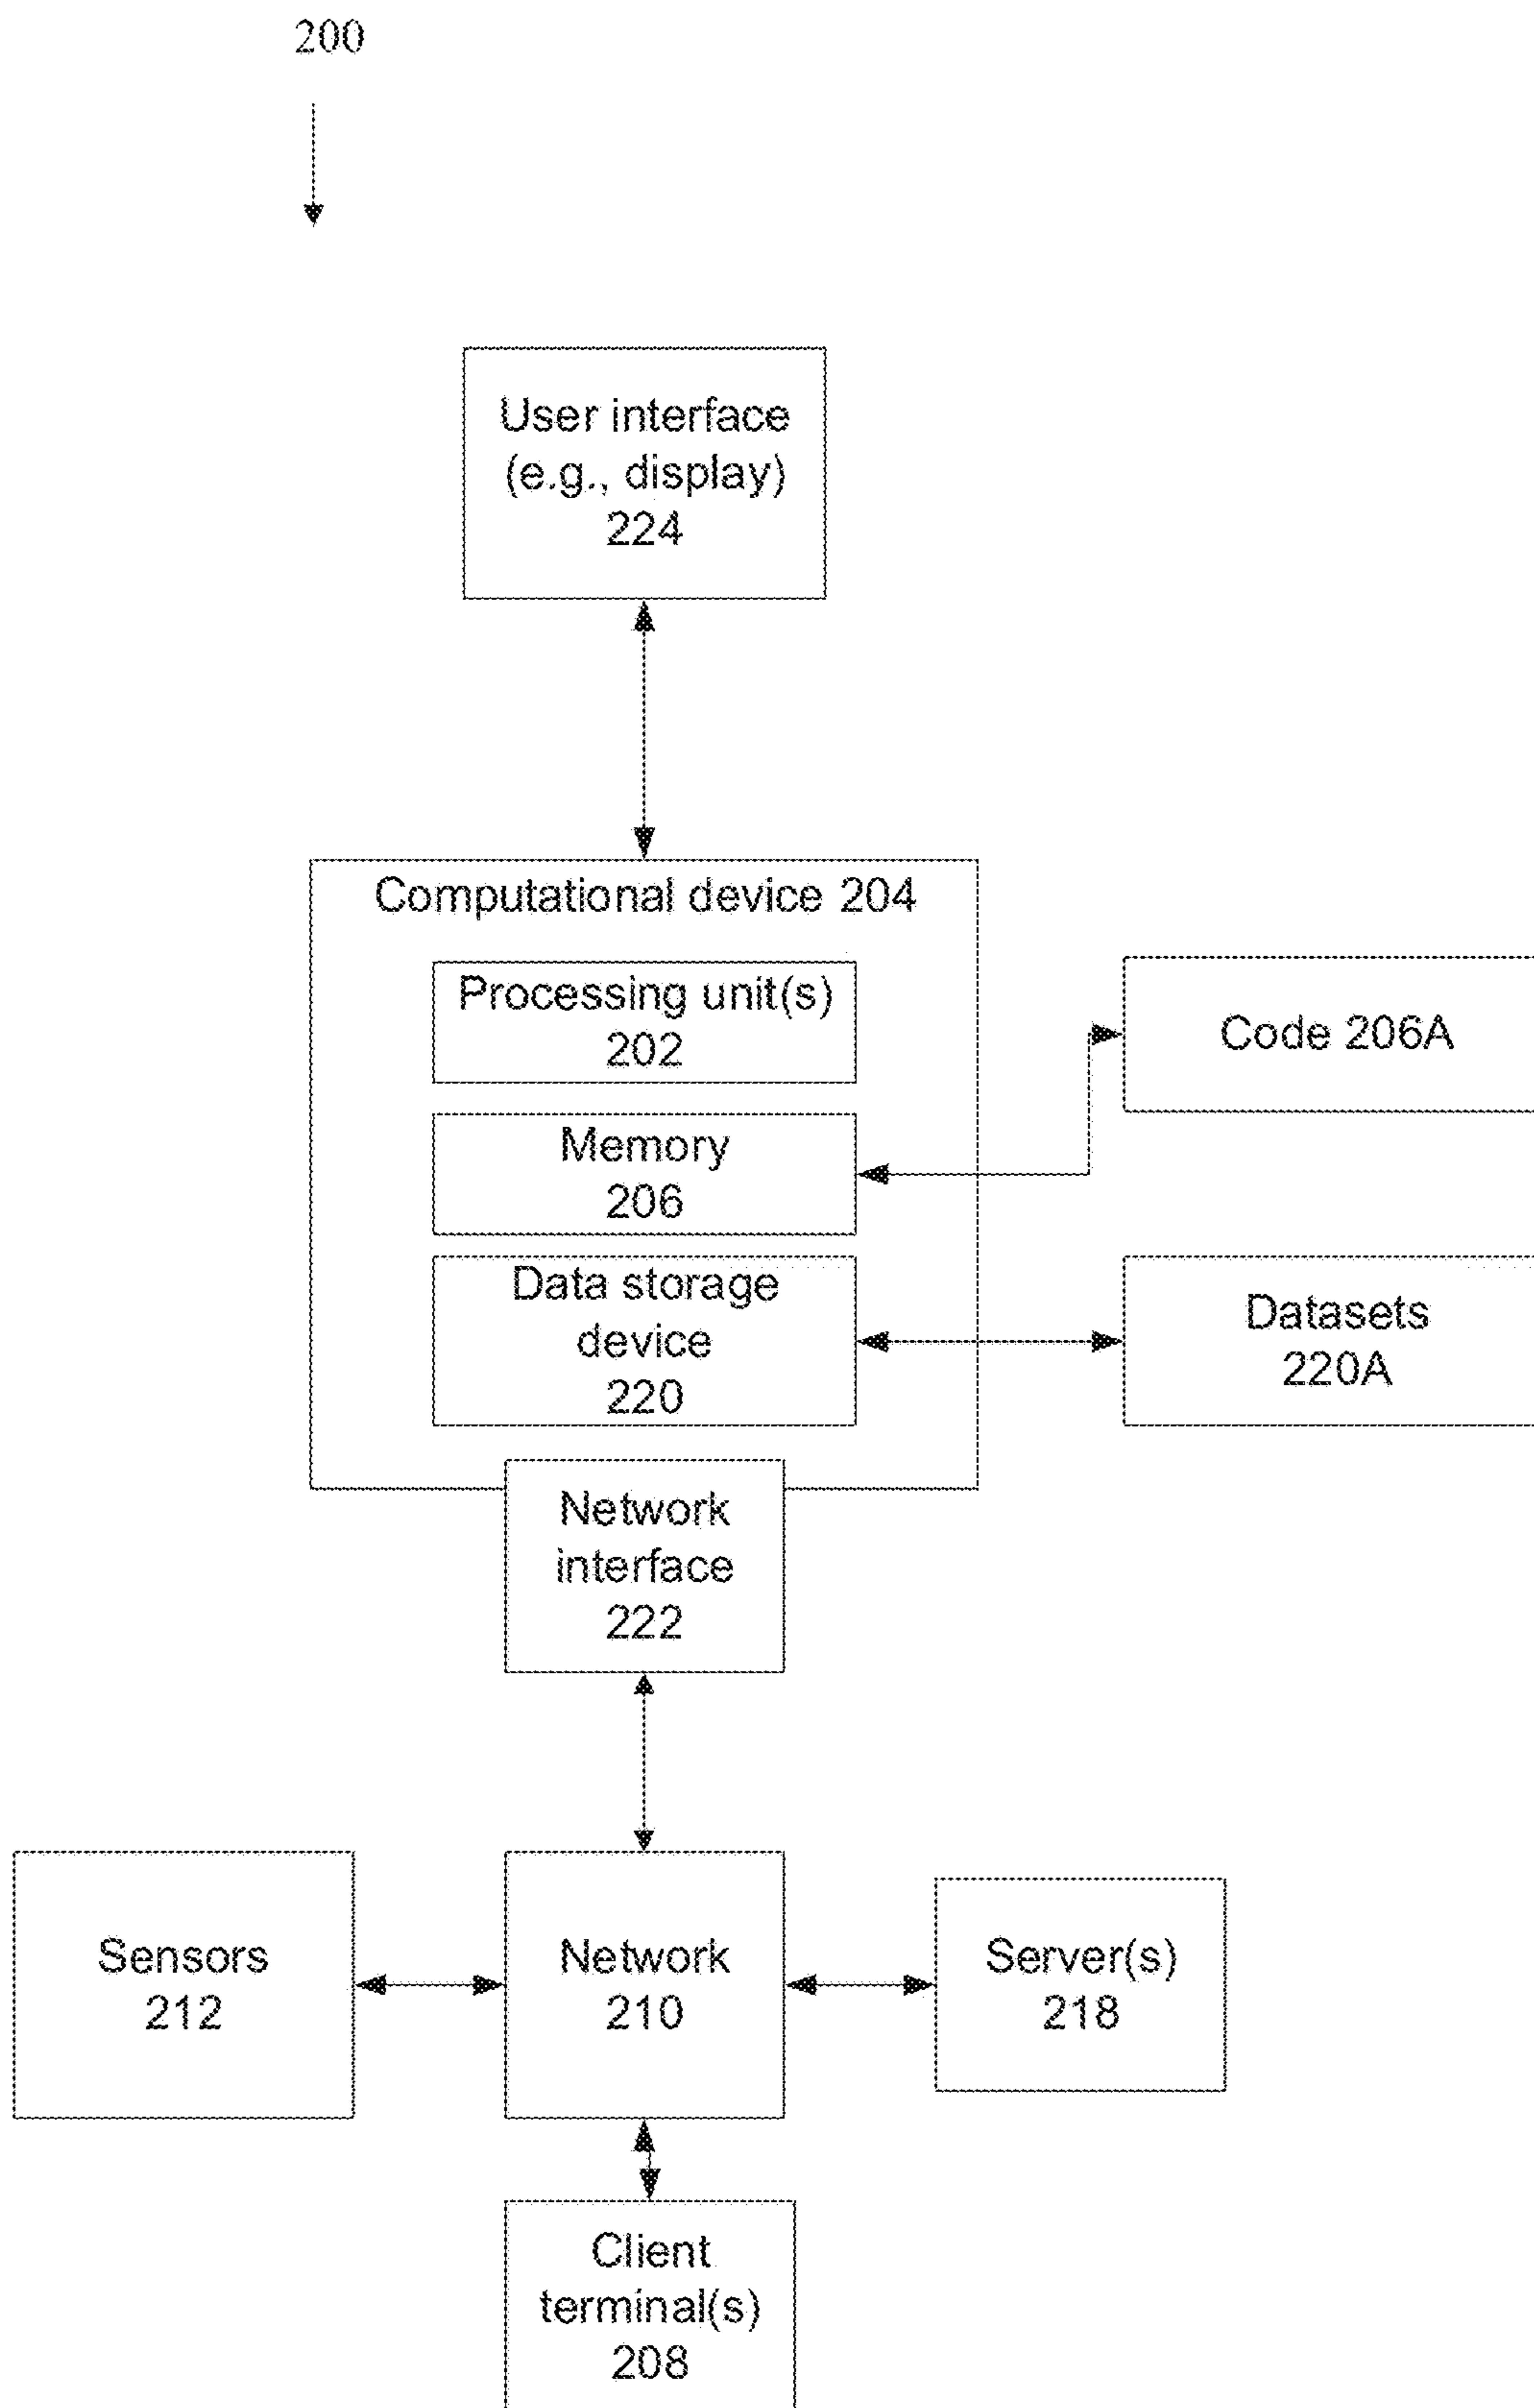 200
User interface
(e.g., display)
224
Computational device 204
Processing unit(s)
202
Memory
206
Code 206A
Data storage
device
220
Datasets
220A
Network
interface
222
Sensors
212
Network
210
Server(s)
218
Client
terminal(s)
208